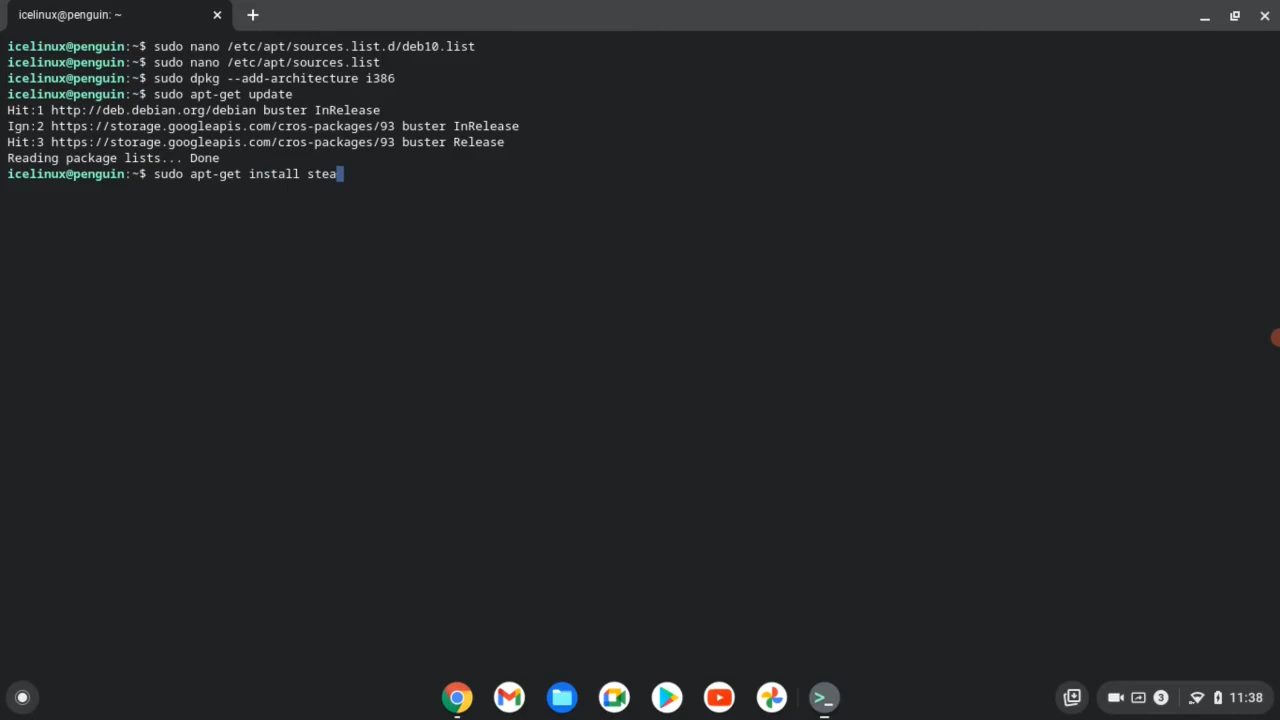 icelinux@penguin: ~
icelinux@penguin:~$ sudo nano /etc/apt/sources.list.d/deb10.list
icelinux@penguin:~$ sudo nano /etc/apt/sources.list
icelinux@penguin:~$ sudo dpkg --add-architecture i386
icelinux@penguin:~$ sudo apt-get update
Hit:1 http://deb.debian.org/debian buster InRelease
Ign:2 https://storage.googleapis.com/cros-packages/93 buster InRelease
Hit:3 https://storage.googleapis.com/cros-packages/93 buster Release
Reading package lists... Done
icelinux@penguin:~$ sudo apt-get install stea
3 11:38